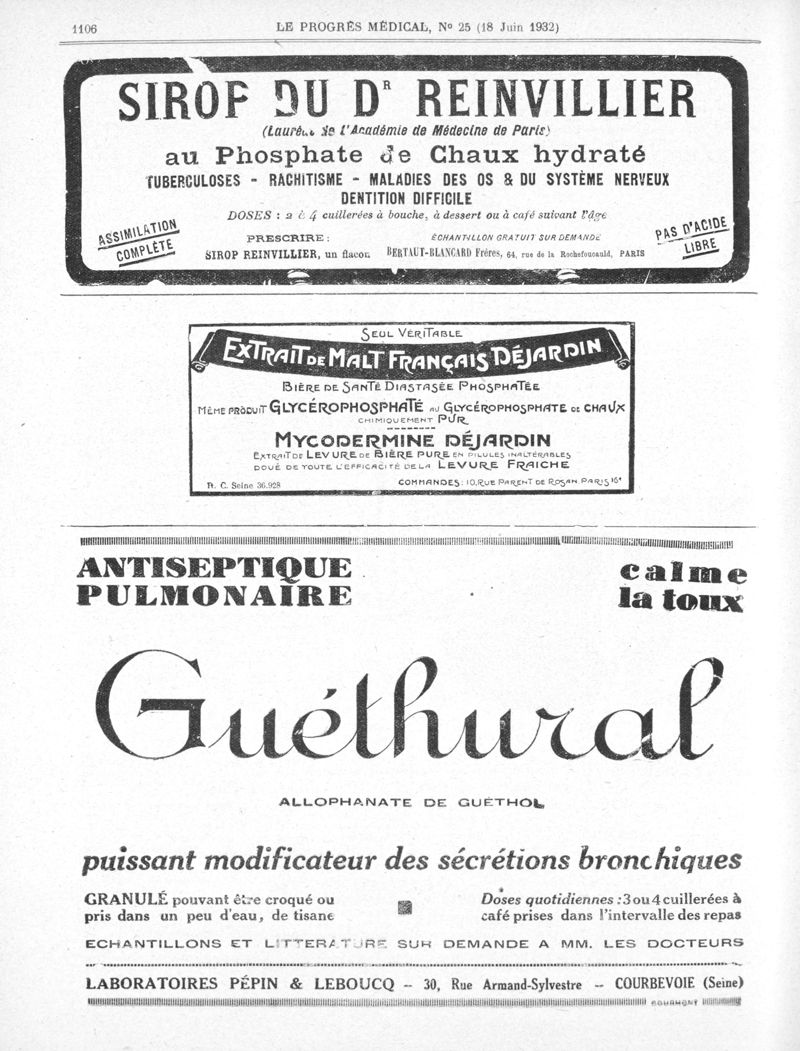 1106
LE PROGRÈS MÉDICAL, No 25 (18 Juin 1932)
SIROP DU Dr REINVILLIER
(Lauréat de l'Académie de Médecine de Paris)
au Phosphate de Chaux hydraté
TUBERCULOSES - RACHITISME - MALADIES DES OS & DU SYSTÈME NERVEUX
DENTITION DIFFICILE
DOSES : 2 à 4 cuillerées à bouche, à dessert ou à café suivant l'âge
ASSIMILATION
COMPLÈTE
PRESCRIRE :
SIROP REINVILLIER, un flacon
ÉCHANTILLON GRATUIT SUR DEMANDE
BERTAUT-BLANCARD Frères, 64, rue de la Rochefoucauld, PARIS
PAS D'ACIDE
LIBRE
SEUL VÉRITABLE
EXTRAIT DE MALT FRANÇAIS DÉJARDIN
BIÈRE DE SANTÉ DIASTASÉE PHOSPHATÉE
MÊME PRODUIT GLYCÉROPHOSPHATÉ AU GLYCÉROPHOSPHATE DE CHAUX
CHIMIQUEMENT PUR
MYCODERMINE DÉJARDIN
EXTRAIT DE LEVURE DE BIÈRE PURE EN PILULES INALTÉRABLES
DOUÉ DE TOUTE L'EFFICACITÉ DE LA LEVURE FRAICHE
R. C. Seine 36.928
COMMANDES : 10, RUE PARENT DE ROSAN PARIS 16e
ANTISEPTIQUE
PULMONAIRE
calme
la toux
Guéthural
ALLOPHANATE DE GUÉTHOL
puissant modificateur des sécrétions bronchiques
GRANULÉ pouvant être croqué ou
pris dans un peu d'eau, de tisane
Doses quotidiennes : 3 ou 4 cuillerées à
café prises dans l'intervalle des repas
ECHANTILLONS ET LITTERATURE SUR DEMANDE A MM. LES DOCTEURS
LABORATOIRES PÉPIN & LEBOUCQ – 30, Rue Armand-Sylvestre – COURBEVOIE (Seine)
GOURMONT